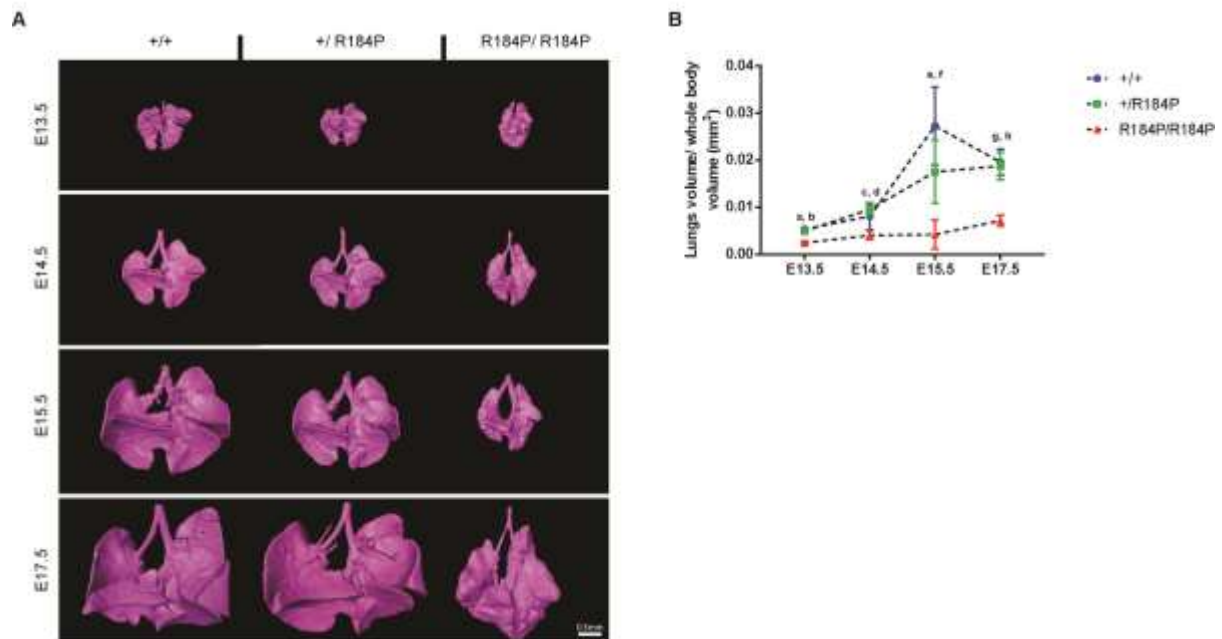 A
+/+
+/ R184P
R184P/ R184P
E13.5
E14.5
E15.5
E17.5
0.5mm
B
Lungs volume/ whole body
volume (mm³)
0.04
0.03
0.02
0.01
0.00
c, d
g, h
E13.5
E14.5
E15.5
E17.5
+/+
+/R184P
R184P/R184P